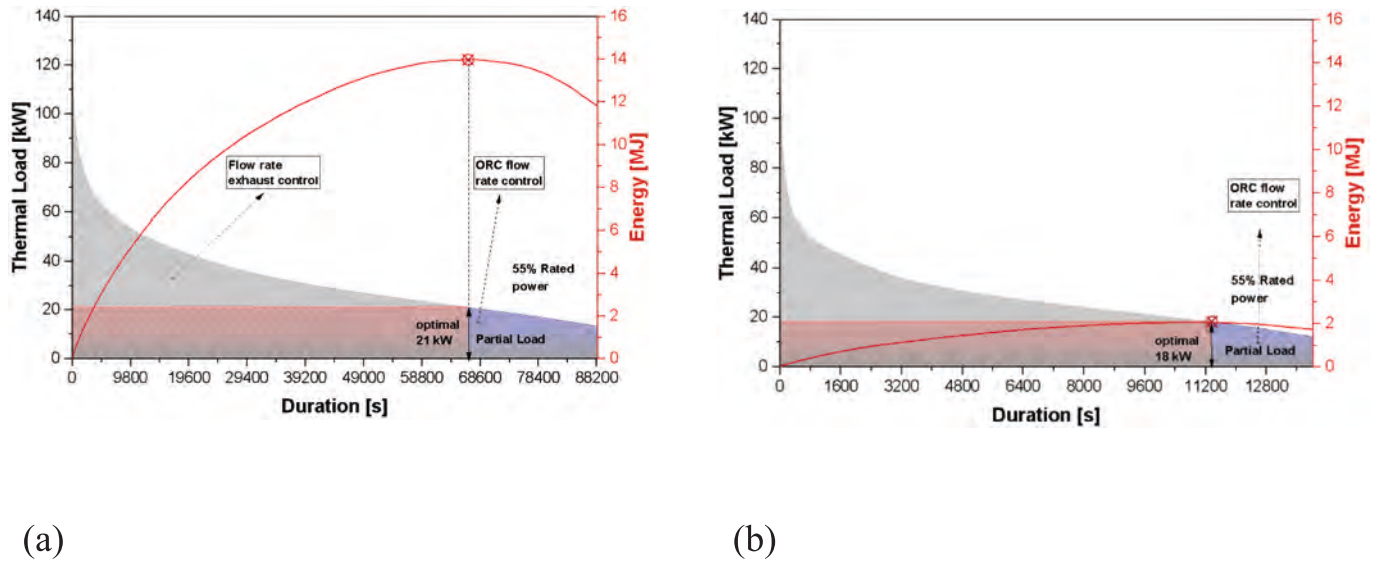 140
120
100
80
60
40
20
0
Thermal Load [kW]
16
14
12
10
8
6
4
2
0
Energy [MJ]
Flow rate
exhaust control
ORC flow
rate control
55% Rated
power
optimal
21 kW
Partial Load
0 9800 19600 29400 39200 49000 58800 68600 78400 88200
Duration [s]
(a)
140
120
100
80
60
40
20
0
Thermal Load [kW]
16
14
12
10
8
6
4
2
0
Energy [MJ]
ORC flow
rate control
55% Rated
power
optimal
18 kW
Partial Load
0 1600 3200 4800 6400 8000 9600 11200 12800
Duration [s]
(b)